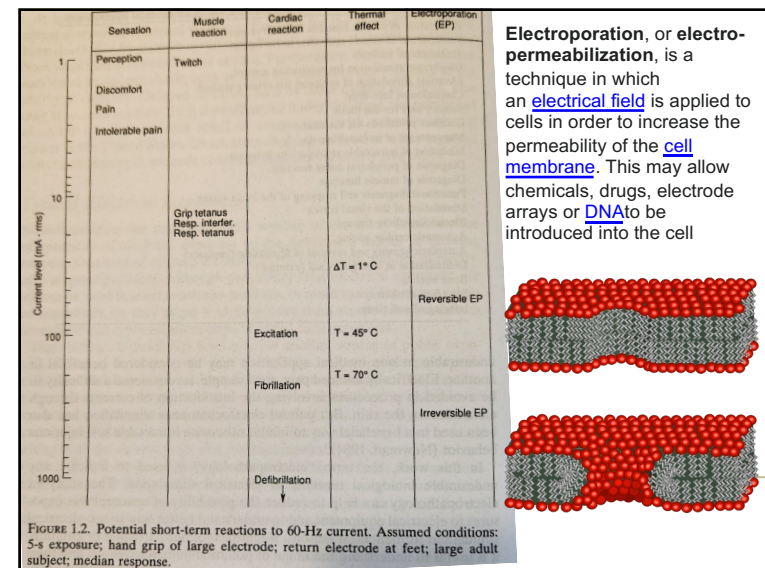 Sensation
Muscle
reaction
Cardiac
reaction
Thermal
effect
Electroporation
(EP)
Current level (mA - rms)
1
10
100
1000
Perception
Discomfort
Pain
Intolerable pain
Twitch
Grip tetanus
Resp. interfer.
Resp. tetanus
Excitation
Fibrillation
Defibrillation
ΔT = 1° C
T = 45° C
T = 70° C
Reversible EP
Irreversible EP
FIGURE 1.2. Potential short-term reactions to 60-Hz current. Assumed conditions:
5-s exposure; hand grip of large electrode; return electrode at feet; large adult
subject; median response.
Electroporation, or electro-
permeabilization, is a
technique in which
an electrical field is applied to
cells in order to increase the
permeability of the cell
membrane. This may allow
chemicals, drugs, electrode
arrays or DNAto be
introduced into the cell